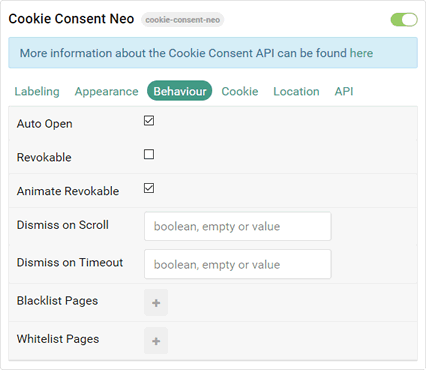 Cookie Consent Neo cookie-consent-neo
More information about the Cookie Consent API can be found here
Labeling Appearance Behaviour Cookie Location API
Auto Open
Revokable
Animate Revokable
Dismiss on Scroll boolean, empty or value
Dismiss on Timeout boolean, empty or value
Blacklist Pages +
Whitelist Pages +